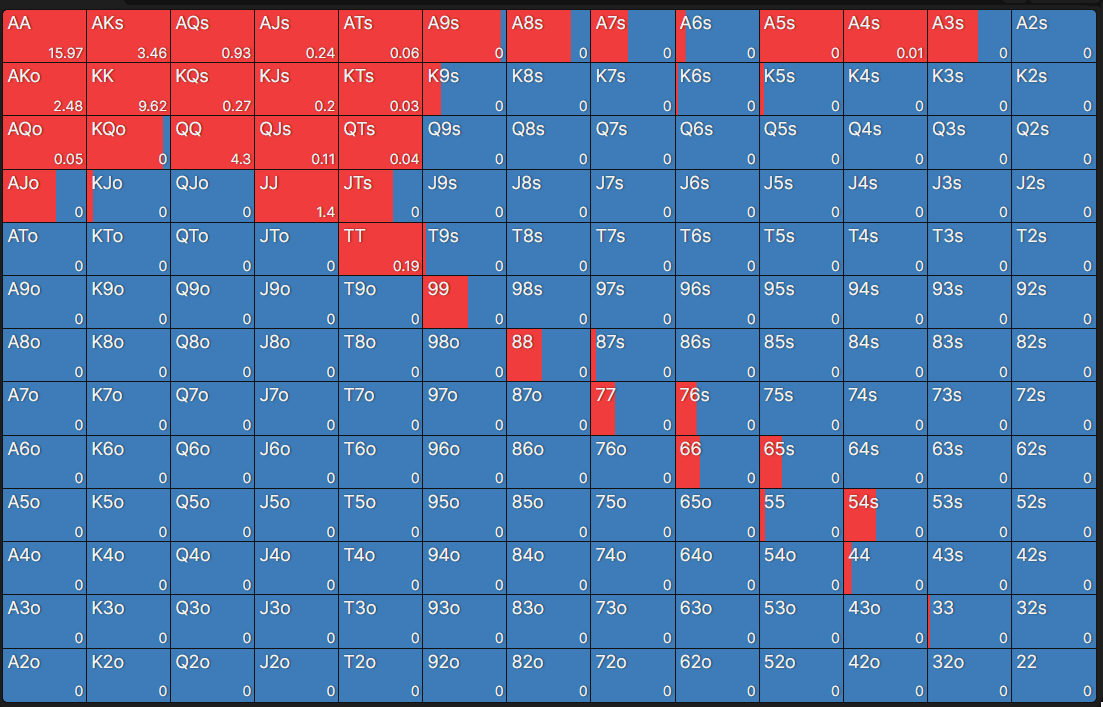 AA AKs AQs AJs ATs A9s A8s A7s A6s A5s A4s A3s A2s
15.97 3.46 0.93 0.24 0.06 0 0 0 0 0 0.01 0 0
AKo KK KQs KJs KTs K9s K8s K7s K6s K5s K4s K3s K2s
2.48 9.62 0.27 0.2 0.03 0 0 0 0 0 0 0 0
AQo KQo QQ QJs QTs Q9s Q8s Q7s Q6s Q5s Q4s Q3s Q2s
0.05 0 4.3 0.11 0.04 0 0 0 0 0 0 0 0
AJo KJo QJo JJ JTs J9s J8s J7s J6s J5s J4s J3s J2s
0 0 0 1.4 0 0 0 0 0 0 0 0 0
ATo KTo QTo JTo TT T9s T8s T7s T6s T5s T4s T3s T2s
0 0 0 0 0.19 0 0 0 0 0 0 0 0
A9o K9o Q9o J9o T9o 99 98s 97s 96s 95s 94s 93s 92s
0 0 0 0 0 0 0 0 0 0 0 0 0
A8o K8o Q8o J8o T8o 98o 88 87s 86s 85s 84s 83s 82s
0 0 0 0 0 0 0 0 0 0 0 0 0
A7o K7o Q7o J7o T7o 97o 87o 77 76s 75s 74s 73s 72s
0 0 0 0 0 0 0 0 0 0 0 0 0
A6o K6o Q6o J6o T6o 96o 86o 76o 66 65s 64s 63s 62s
0 0 0 0 0 0 0 0 0 0 0 0 0
A5o K5o Q5o J5o T5o 95o 85o 75o 65o 55 54s 53s 52s
0 0 0 0 0 0 0 0 0 0 0 0 0
A4o K4o Q4o J4o T4o 94o 84o 74o 64o 54o 44 43s 42s
0 0 0 0 0 0 0 0 0 0 0 0 0
A3o K3o Q3o J3o T3o 93o 83o 73o 63o 53o 43o 33 32s
0 0 0 0 0 0 0 0 0 0 0 0 0
A2o K2o Q2o J2o T2o 92o 82o 72o 62o 52o 42o 32o 22
0 0 0 0 0 0 0 0 0 0 0 0 0